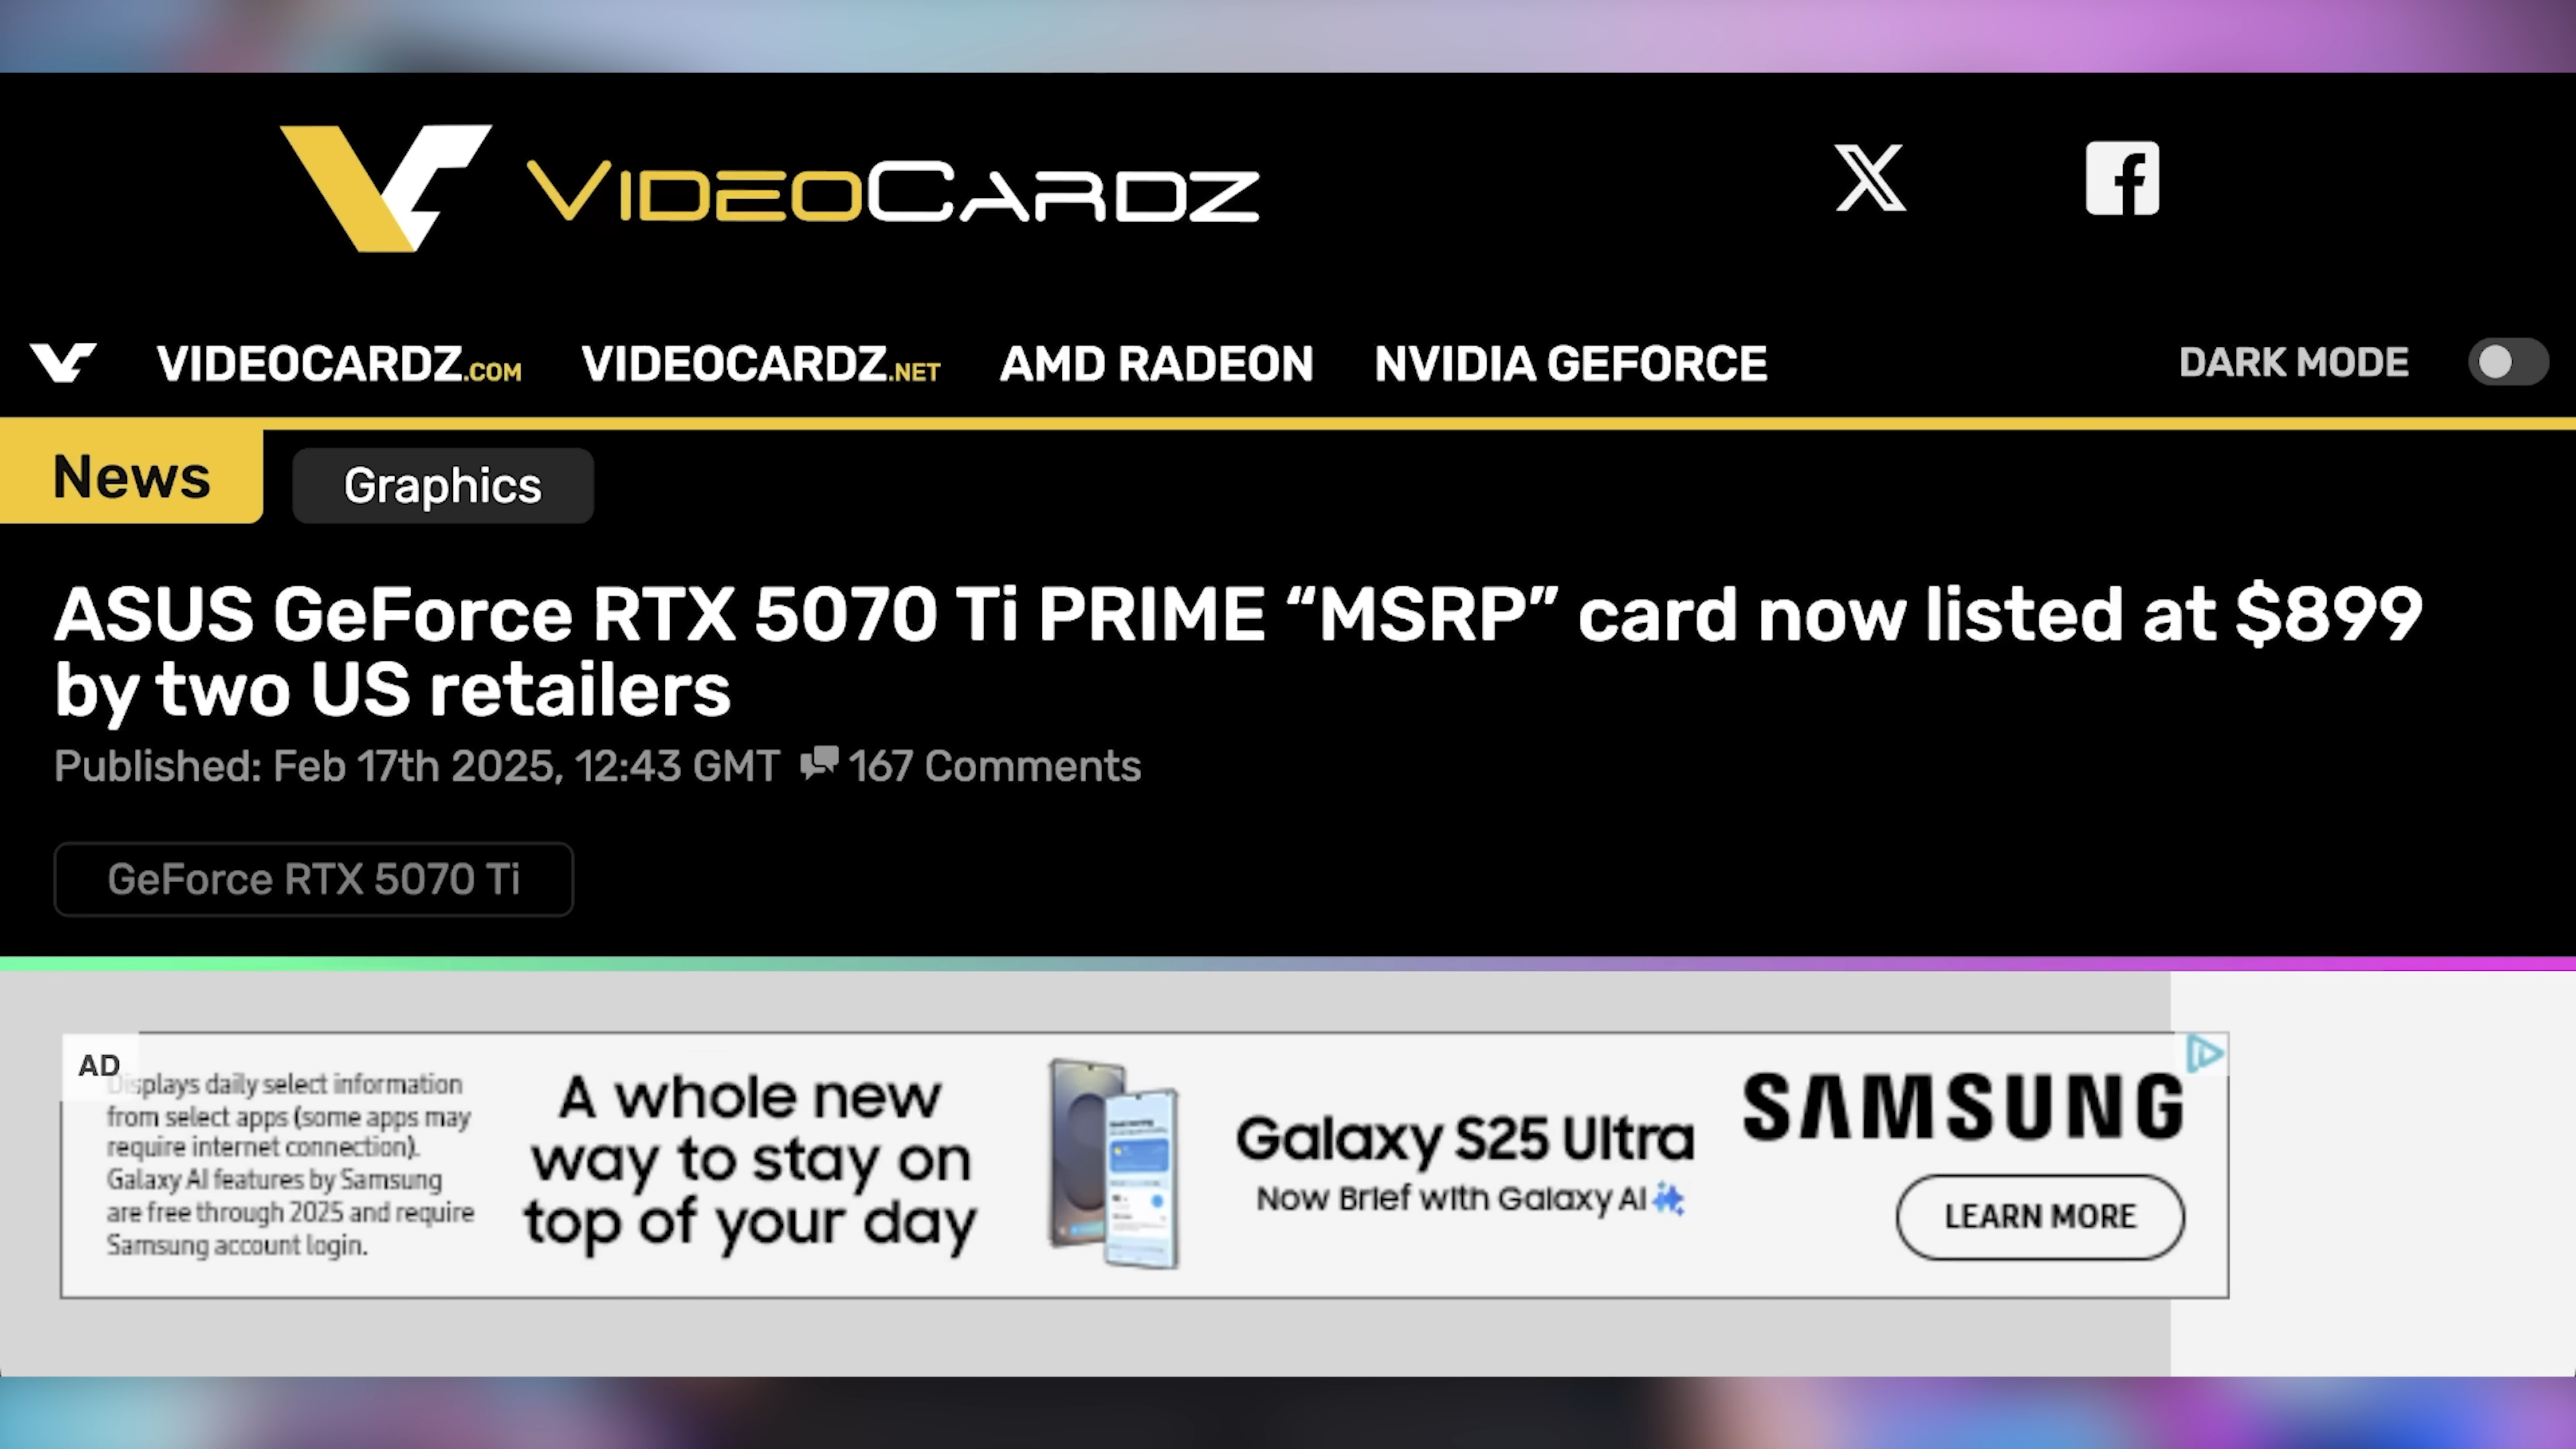 VIDEOCARDZ
VIDEOCARDZ.COM VIDEOCARDZ.NET AMD RADEON NVIDIA GEFORCE DARK MODE
News Graphics
ASUS GeForce RTX 5070 Ti PRIME “MSRP” card now listed at $899
by two US retailers
Published: Feb 17th 2025, 12:43 GMT 167 Comments
GeForce RTX 5070 Ti
AD
Displays daily select information
from select apps (some apps may
require internet connection).
Galaxy AI features by Samsung
are free through 2025 and require
Samsung account login.
A whole new
way to stay on
top of your day
Galaxy S25 Ultra
Now Brief with Galaxy AI
SAMSUNG
LEARN MORE